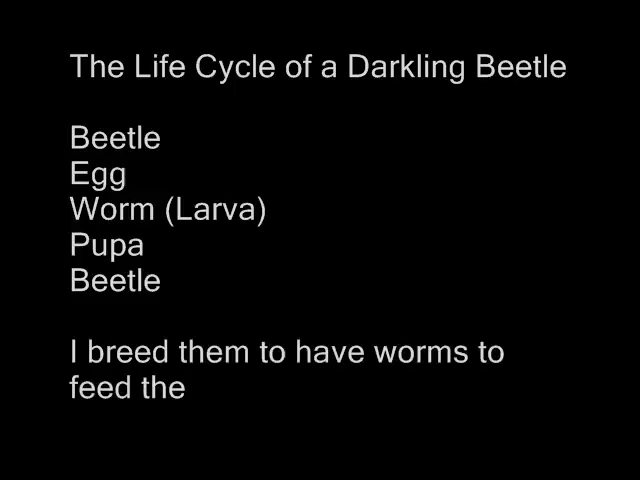 The Life Cycle of a Darkling Beetle
Beetle
Egg
Worm (Larva)
Pupa
Beetle
I breed them to have worms to
feed the